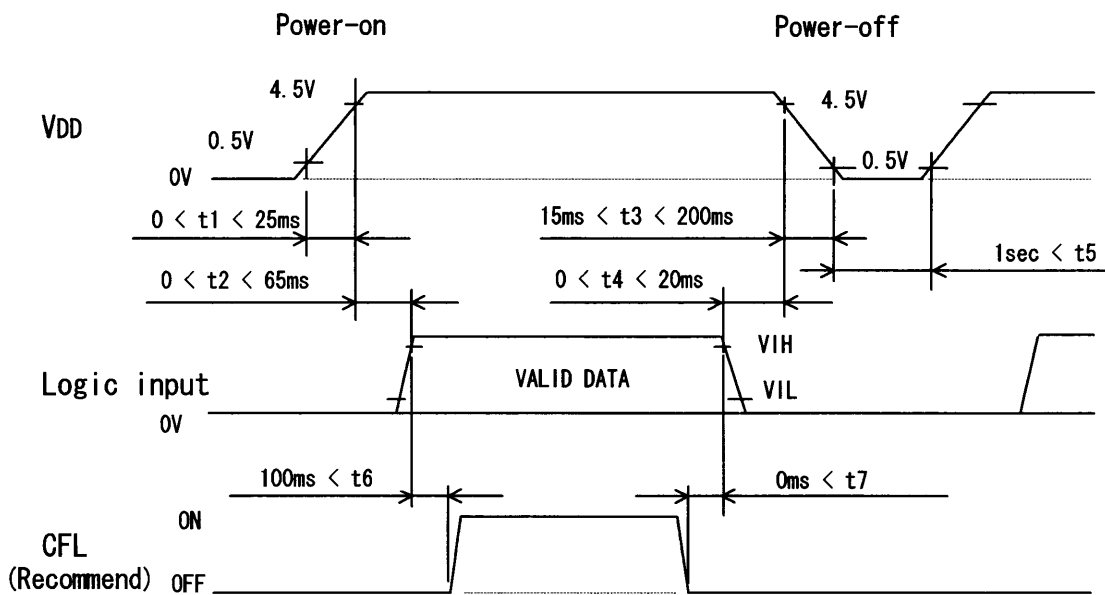 Power-on
Power-off
4.5V
4.5V
VDD
0.5V
0.5V
0V
0 < t1 < 25ms
15ms < t3 < 200ms
1sec < t5
0 < t2 < 65ms
0 < t4 < 20ms
VIH
Logic input
VALID DATA
VIL
0V
100ms < t6
0ms < t7
ON
CFL
(Recommend)
OFF